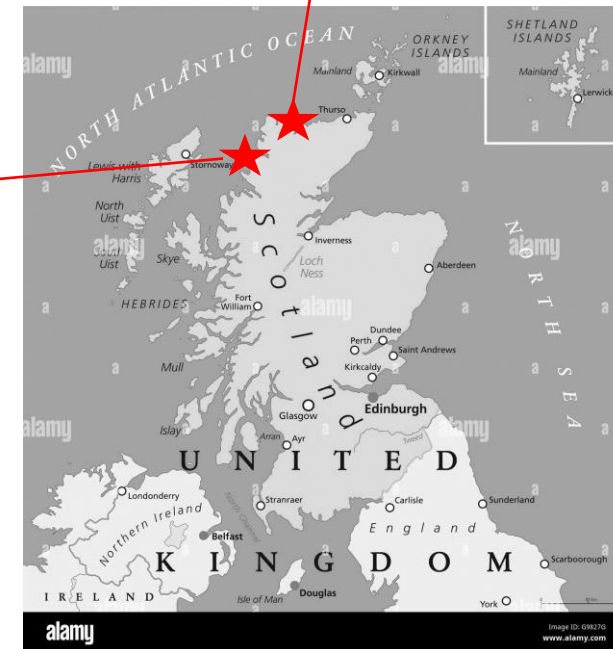 SHETLAND
ISLANDS
ORKNEY
ISLANDS
NORTH ATLANTIC OCEAN
Mainland
Kirkwall
Mainland
Lerwick
Thurso
Lewis with
Harris
Stornoway
North
Uist
Uist
Skye
Inverness
Loch
Ness
Aberdeen
NORTH SEA
HEBRIDES
Fort
William
Scotland
Dundee
Perth
Saint Andrews
Kirkcaldy
Mull
Glasgow
Edinburgh
Islay
Arran
Ayr
Tweed
UNITED
Londonderry
North Channel
Stranraer
Carlisle
Sunderland
Northern Ireland
Belfast
England
KINGDOM
Scarborough
IRELAND
Isle of Man
Douglas
York
alamy
Image ID: G9827G
www.alamy.com